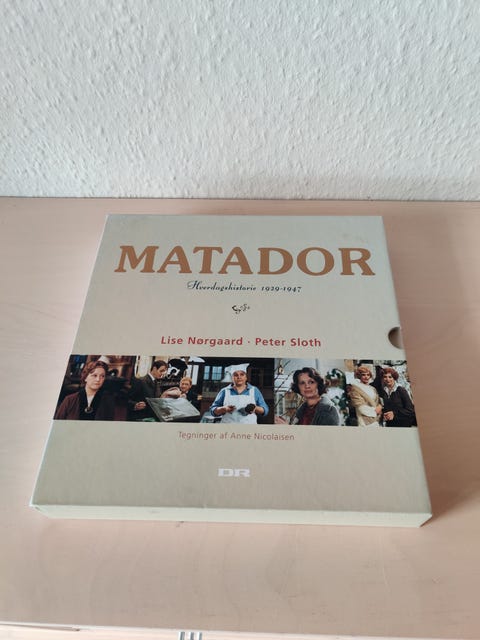 MATADOR
Hverdagshistorie 1929-1947
Lise Nørgaard · Peter Sloth
Tegninger af Anne Nicolaisen
DR